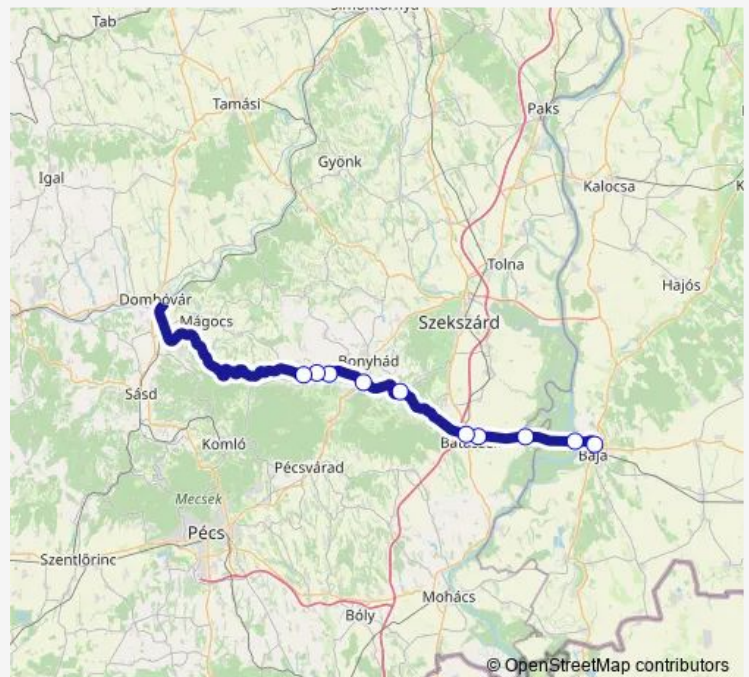 Tab
Tamási
Paks
Gyönk
Igal
Kalocsa
Tolna
Hajós
Dombóvár
Mágocs
Szekszárd
Bonyhád
Sásd
Komló
Baja
Pécsvárad
Mecsek
Pécs
Szentlőrinc
Mohács
Bóly
© OpenStreetMap contributors